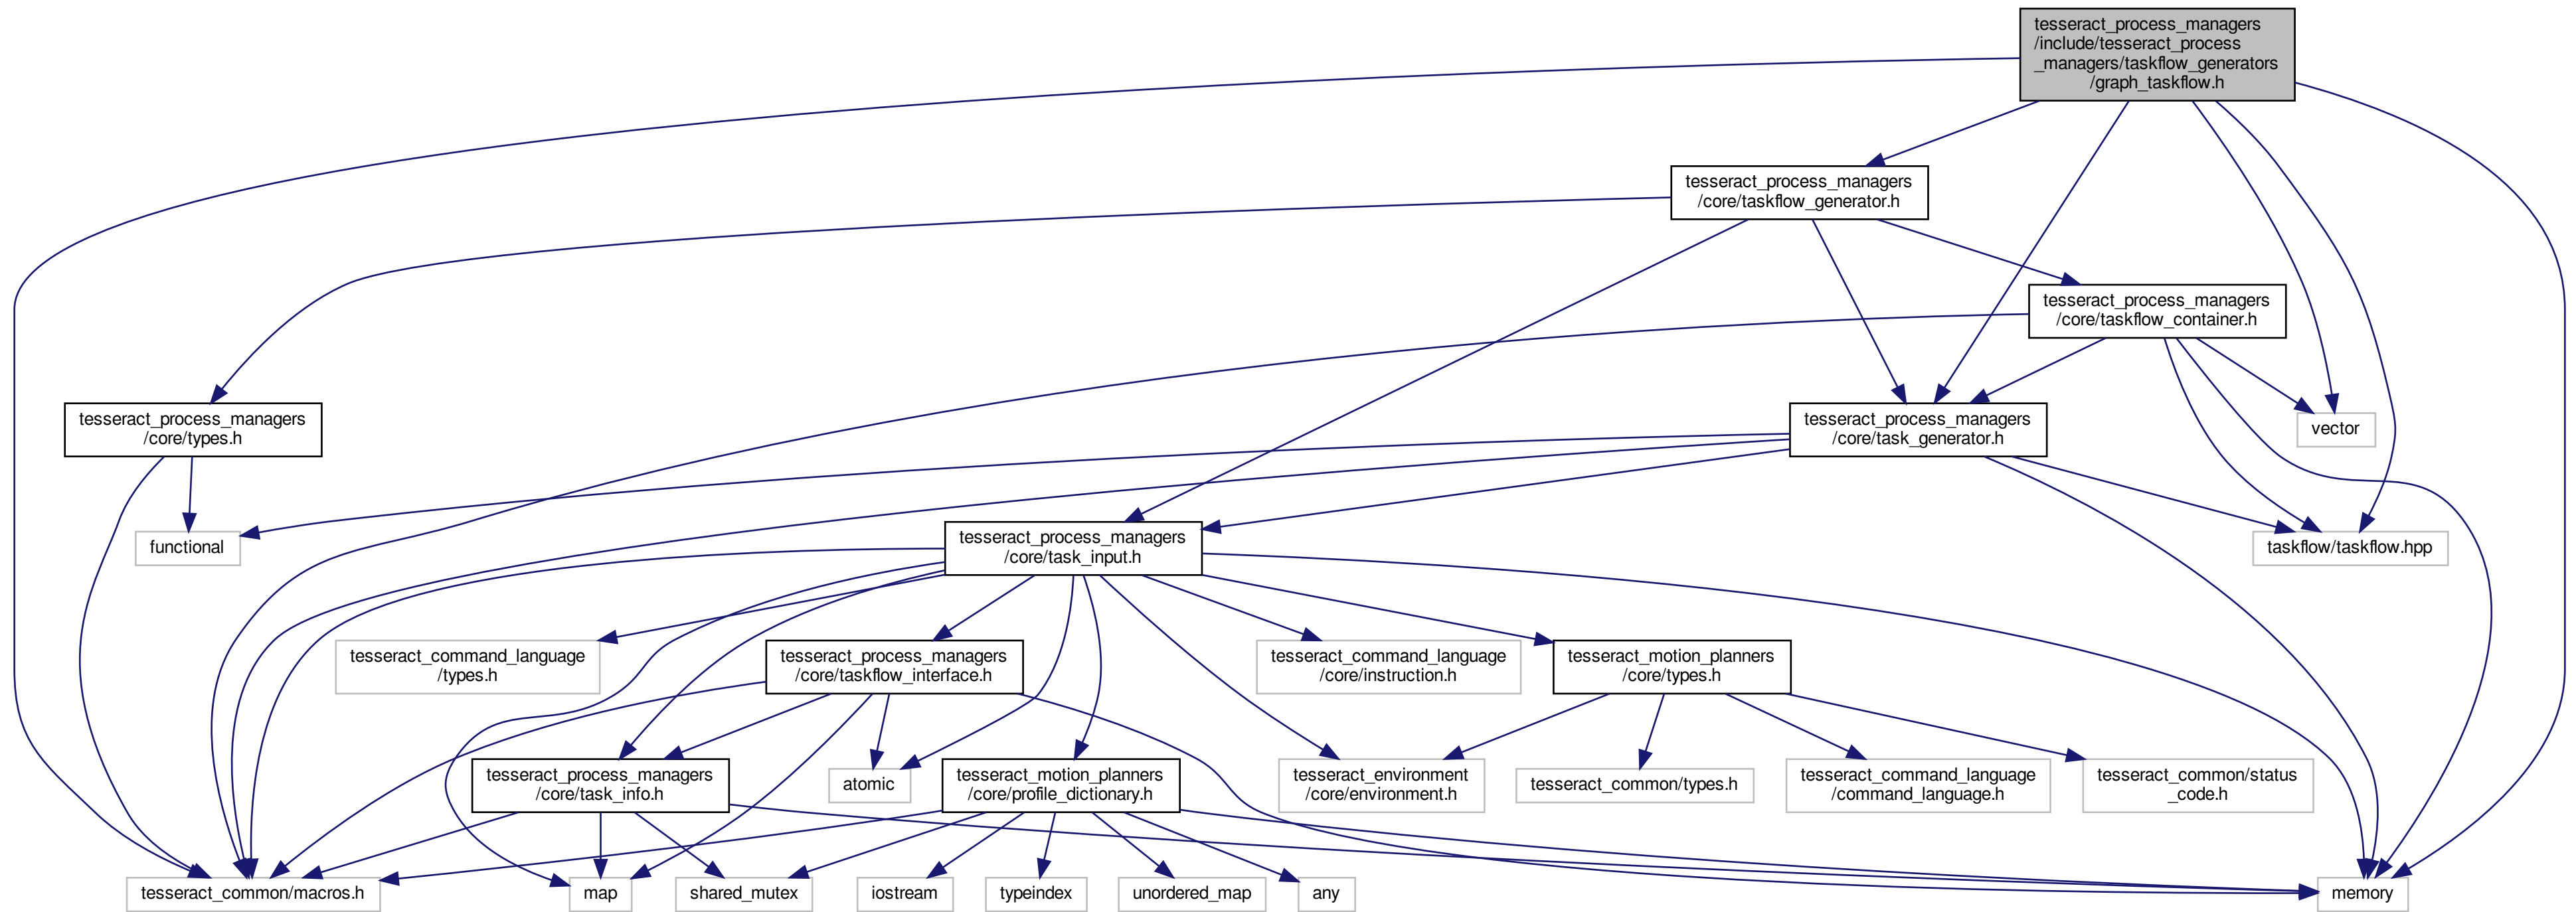 tesseract_process_managers
/include/tesseract_process
_managers/taskflow_generators
/graph_taskflow.h
tesseract_process_managers
/core/taskflow_generator.h
tesseract_process_managers
/core/taskflow_container.h
tesseract_process_managers
/core/types.h
tesseract_process_managers
/core/task_generator.h
vector
functional
tesseract_process_managers
/core/task_input.h
taskflow/taskflow.hpp
tesseract_command_language
/types.h
tesseract_process_managers
/core/taskflow_interface.h
tesseract_command_language
/core/instruction.h
tesseract_motion_planners
/core/types.h
tesseract_process_managers
/core/task_info.h
atomic
tesseract_motion_planners
/core/profile_dictionary.h
tesseract_environment
/core/environment.h
tesseract_common/types.h
tesseract_command_language
/command_language.h
tesseract_common/status
_code.h
tesseract_common/macros.h
map
shared_mutex
iostream
typeindex
unordered_map
any
memory